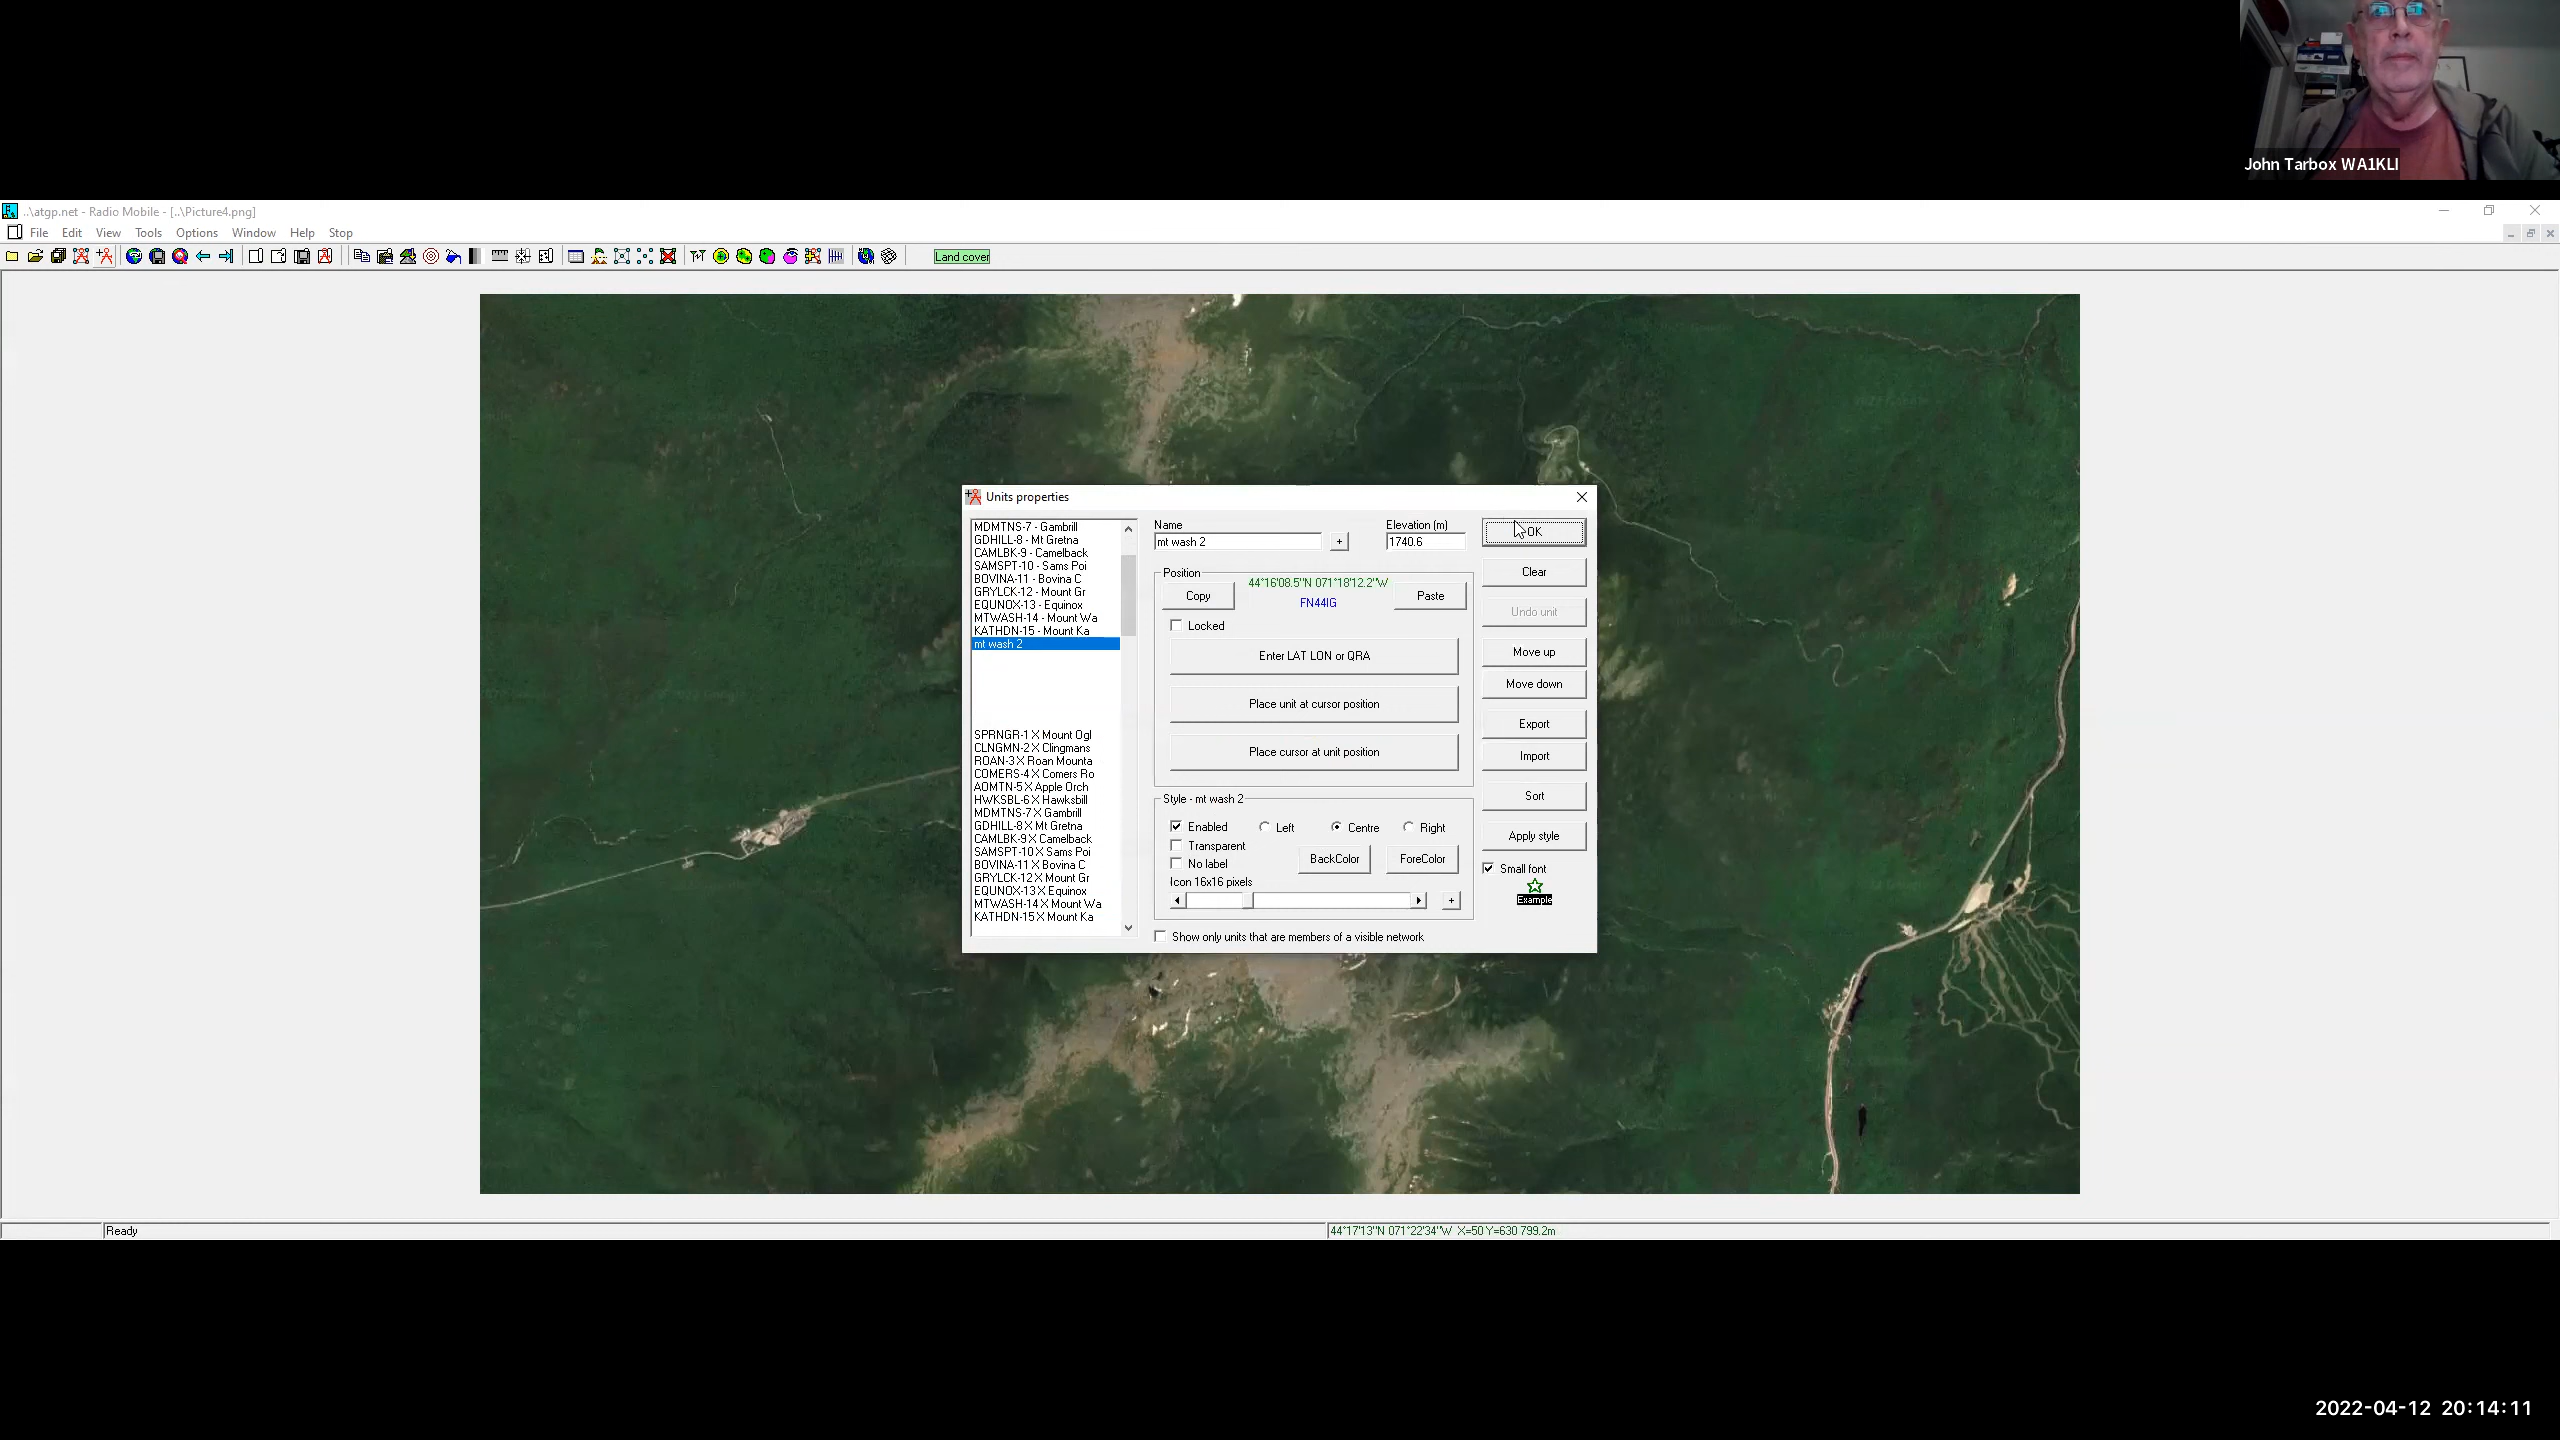 John Tarbox WA1KLI
..\atgp.net - Radio Mobile - [..\Picture4.png]
File Edit View Tools Options Window Help Stop
Land cover
Units properties
MDMTNS-7 - Gambrill
GDHILL-8 - Mt Gretna
CAMLBK-9 - Camelback
SAMSPT-10 - Sams Poi
BOVINA-11 - Bovina C
GRYLCK-12 - Mount Gr
EQUNOX-13 - Equinox
MTWASH-14 - Mount Wa
KATHDN-15 - Mount Ka
mt wash 2
SPRNGR-1 X Mount Ogl
CLNGMN-2 X Clingmans
ROAN-3 X Roan Mounta
COMERS-4 X Comers Ro
AOMTN-5 X Apple Orch
HWKSBL-6 X Hawksbill
MDMTNS-7 X Gambrill
GDHILL-8 X Mt Gretna
CAMLBK-9 X Camelback
SAMSPT-10 X Sams Poi
BOVINA-11 X Bovina C
GRYLCK-12 X Mount Gr
EQUNOX-13 X Equinox
MTWASH-14 X Mount Wa
KATHDN-15 X Mount Ka
Name
mt wash 2
+
Elevation (m)
1740.6
Position
Copy
44°16'08.5"N 071°18'12.2"W
FN44IG
Paste
Locked
Enter LAT LON or QRA
Place unit at cursor position
Place cursor at unit position
Style - mt wash 2
Enabled Left Centre Right
Transparent
No label
BackColor ForeColor
Icon 16x16 pixels
+
Show only units that are members of a visible network
OK
Clear
Undo unit
Move up
Move down
Export
Import
Sort
Apply style
Small font
Example
Ready
44°17'13"N 071°22'34"W X=50 Y=630 799.2m
2022-04-12 20:14:11